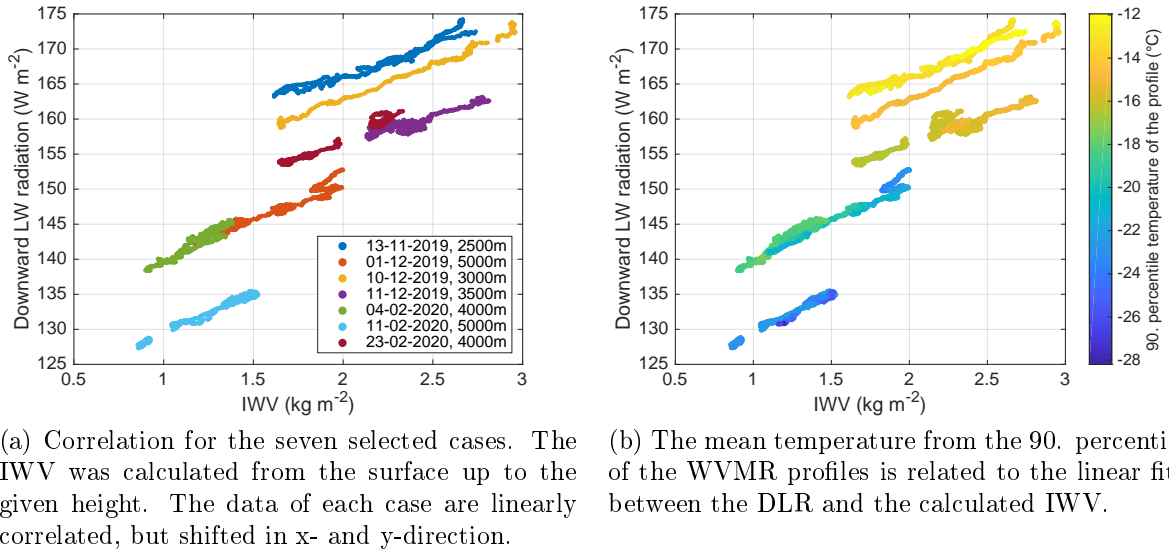 175
170
165
160
155
150
145
140
135
130
125
Downward LW radiation (W m-2)
0.5 1 1.5 2 2.5 3
IWV (kg m-2)
13-11-2019, 2500m
01-12-2019, 5000m
10-12-2019, 3000m
11-12-2019, 3500m
04-02-2020, 4000m
11-02-2020, 5000m
23-02-2020, 4000m
175
170
165
160
155
150
145
140
135
130
125
Downward LW radiation (W m-2)
0.5 1 1.5 2 2.5 3
IWV (kg m-2)
-12
-14
-16
-18
-20
-22
-24
-26
-28
90. percentile temperature of the profile (°C)
(a) Correlation for the seven selected cases. The
IWV was calculated from the surface up to the
given height. The data of each case are linearly
correlated, but shifted in x- and y-direction.
(b) The mean temperature from the 90. percenti
of the WVMR profiles is related to the linear fit
between the DLR and the calculated IWV.